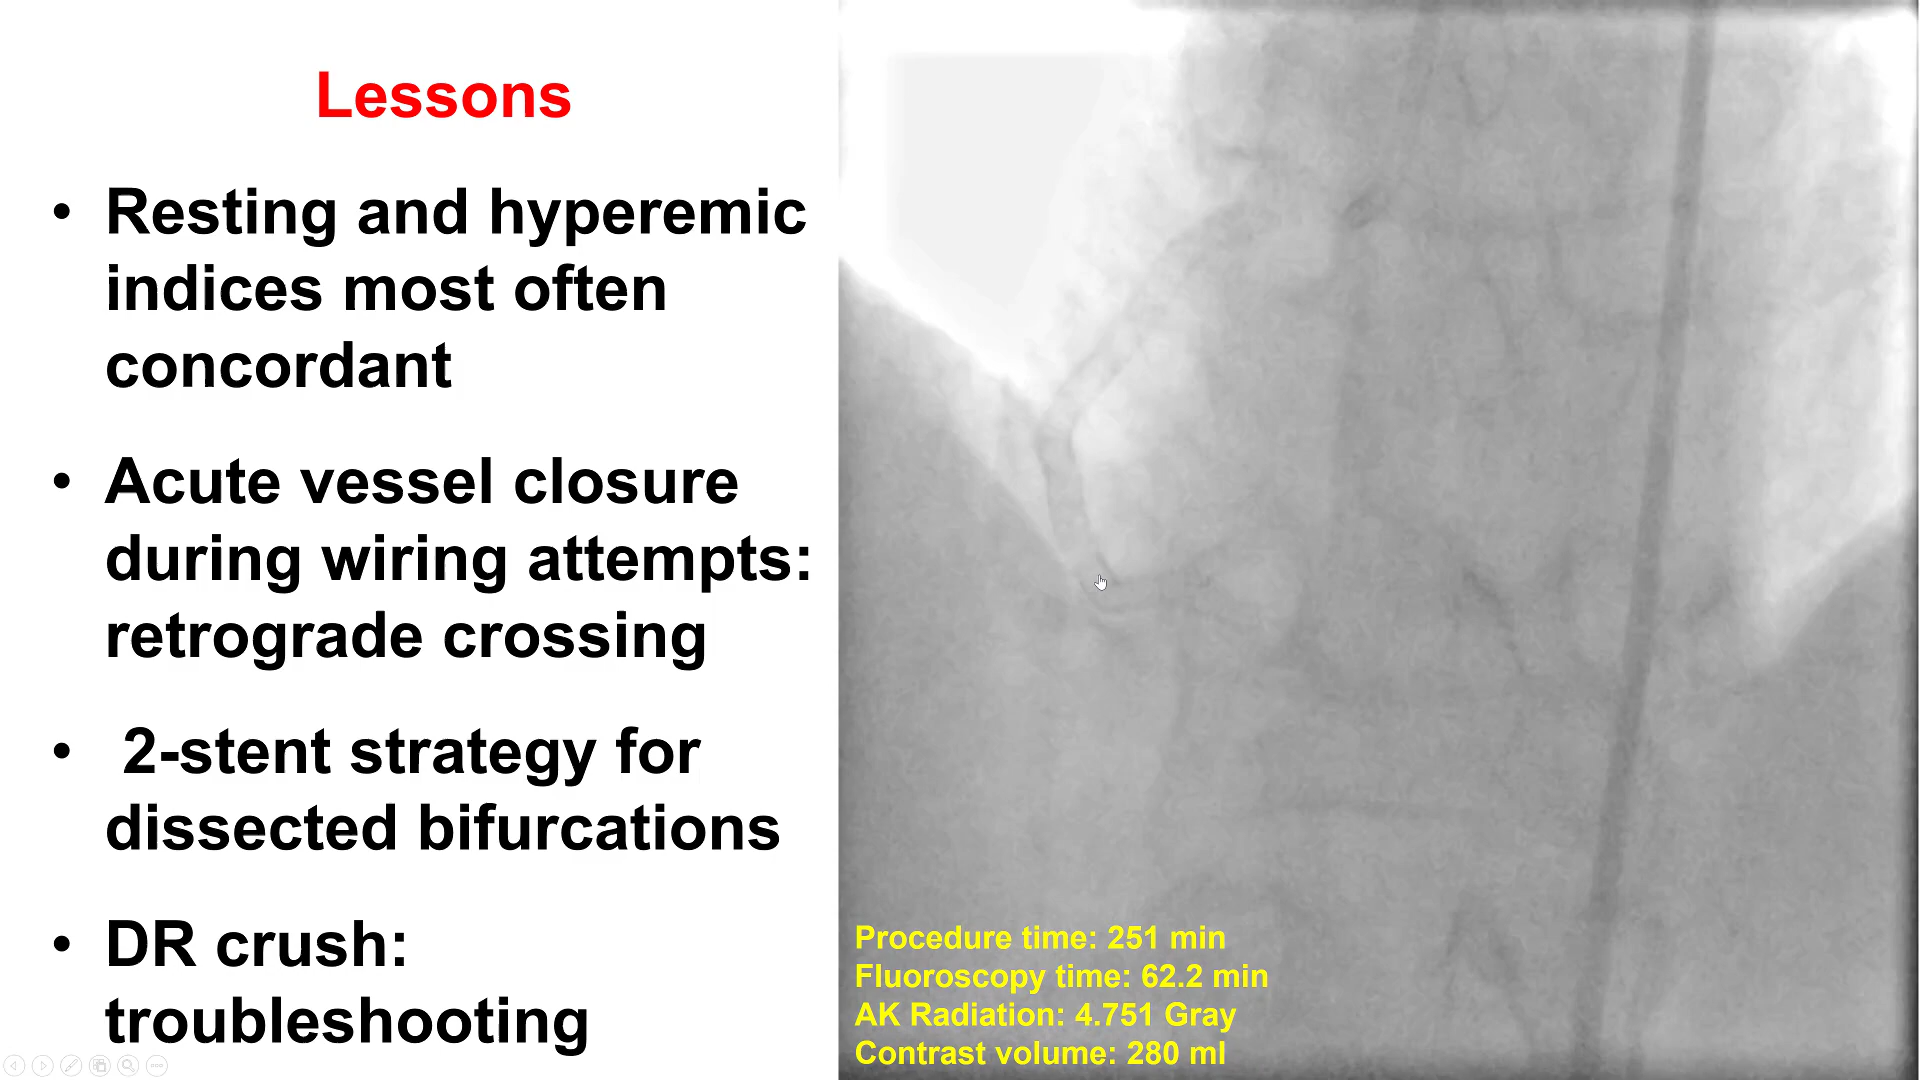 Lessons
• Resting and hyperemic
indices most often
concordant
• Acute vessel closure
during wiring attempts:
retrograde crossing
• 2-stent strategy for
dissected bifurcations
• DR crush:
troubleshooting
Procedure time: 251 min
Fluoroscopy time: 62.2 min
AK Radiation: 4.751 Gray
Contrast volume: 280 ml